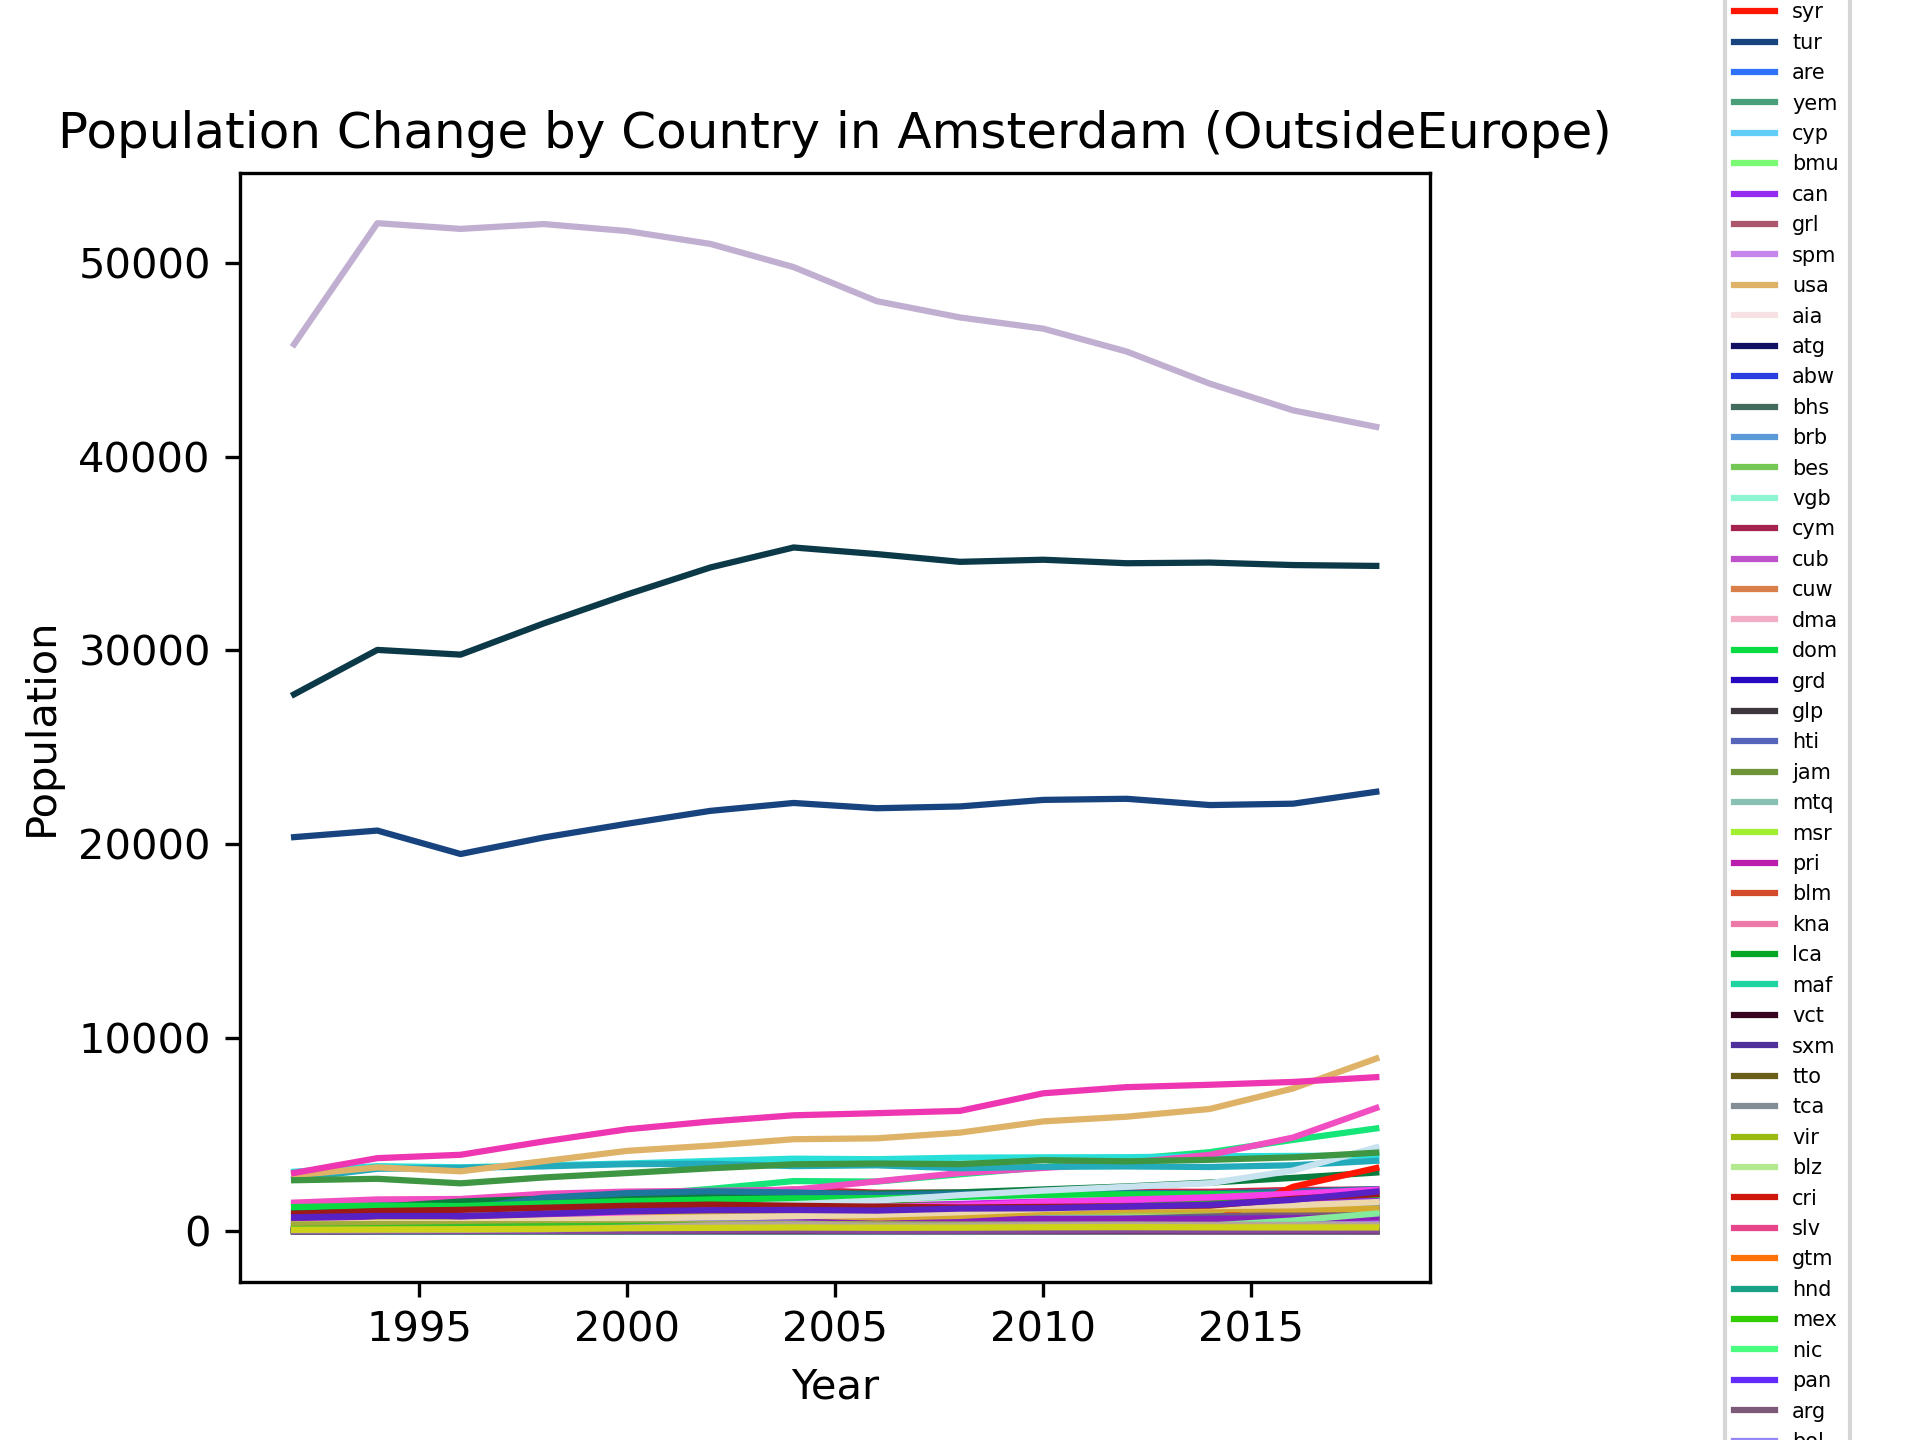 Population Change by Country in Amsterdam (OutsideEurope)
Population
50000
40000
30000
20000
10000
0
1995 2000 2005 2010 2015
Year
syr
tur
are
yem
cyp
bmu
can
grl
spm
usa
aia
atg
abw
bhs
brb
bes
vgb
cym
cub
cuw
dma
dom
grd
glp
hti
jam
mtq
msr
pri
blm
kna
lca
maf
vct
sxm
tto
tca
vir
blz
cri
slv
gtm
hnd
mex
nic
pan
arg